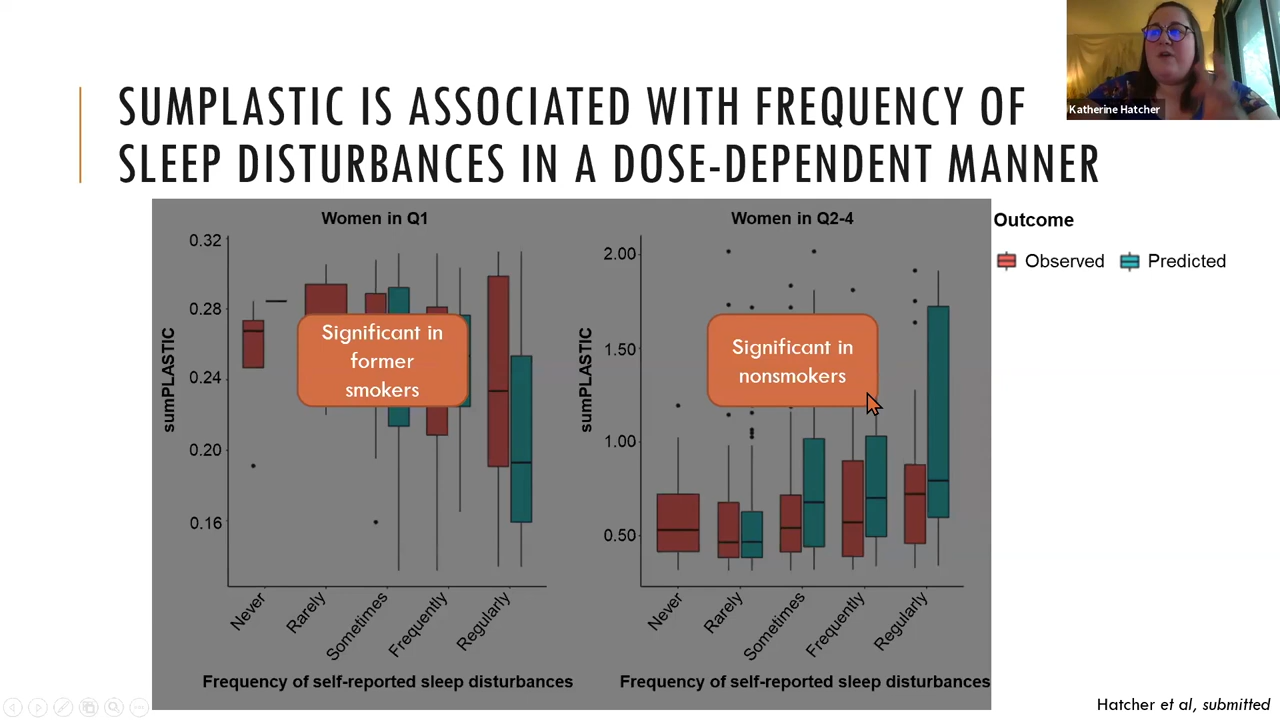 SUMPLASTIC IS ASSOCIATED WITH FREQUENCY OF
SLEEP DISTURBANCES IN A DOSE-DEPENDENT MANNER
Katherine Hatcher
Women in Q1
Women in Q2-4
Outcome
Observed
Predicted
sumPLASTIC
0.32
0.28
0.24
0.20
0.16
Significant in
former
smokers
Never
Rarely
Sometimes
Frequently
Regularly
Frequency of self-reported sleep disturbances
sumPLASTIC
2.00
1.50
1.00
0.50
Significant in
nonsmokers
Never
Rarely
Sometimes
Frequently
Regularly
Frequency of self-reported sleep disturbances
Hatcher et al, submitted